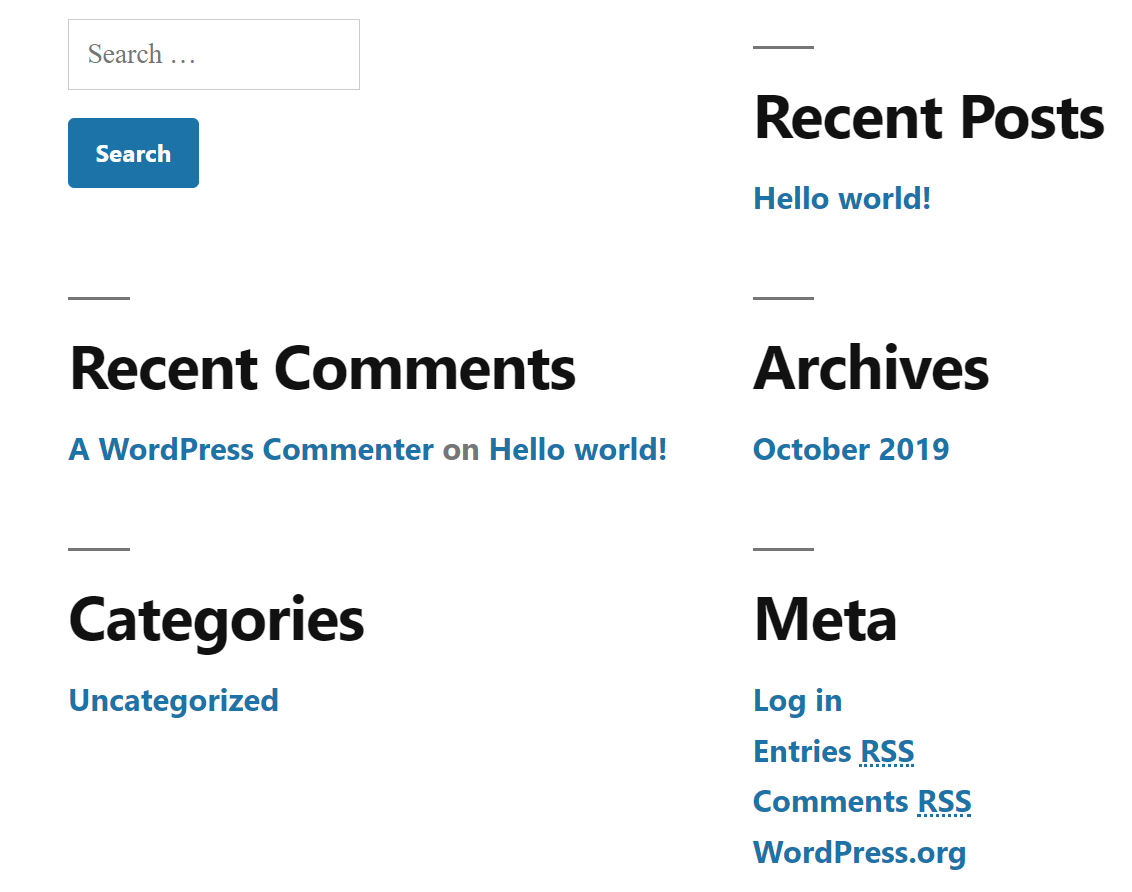 Search …
Search
Recent Posts
Hello world!
Recent Comments
A WordPress Commenter on Hello world!
Archives
October 2019
Categories
Uncategorized
Meta
Log in
Entries RSS
Comments RSS
WordPress.org